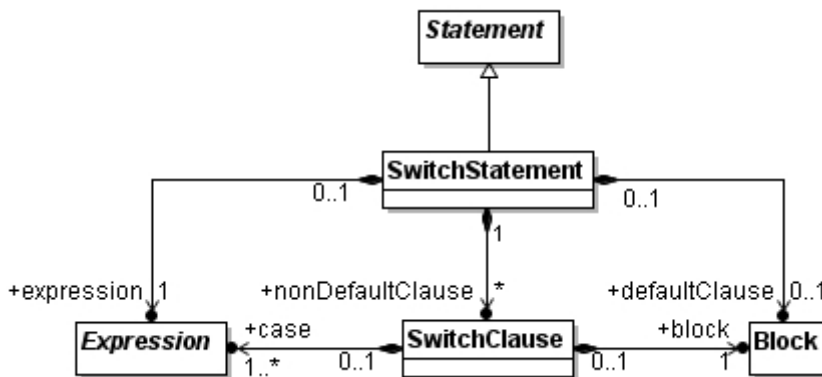 Statement
SwitchStatement
0..1
0..1
1
+expression 1
+nonDefaultClause *
+defaultClause 0..1
Expression
+case
1..*
0..1
SwitchClause
0..1
+block
1
Block